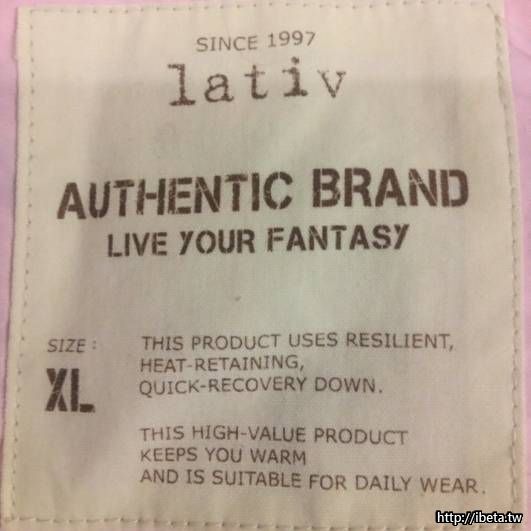 SINCE 1997
lativ
AUTHENTIC BRAND
LIVE YOUR FANTASY
SIZE :
XL
THIS PRODUCT USES RESILIENT,
HEAT-RETAINING,
QUICK-RECOVERY DOWN.
THIS HIGH-VALUE PRODUCT
KEEPS YOU WARM
AND IS SUITABLE FOR DAILY WEAR.
http://ibeta.tw